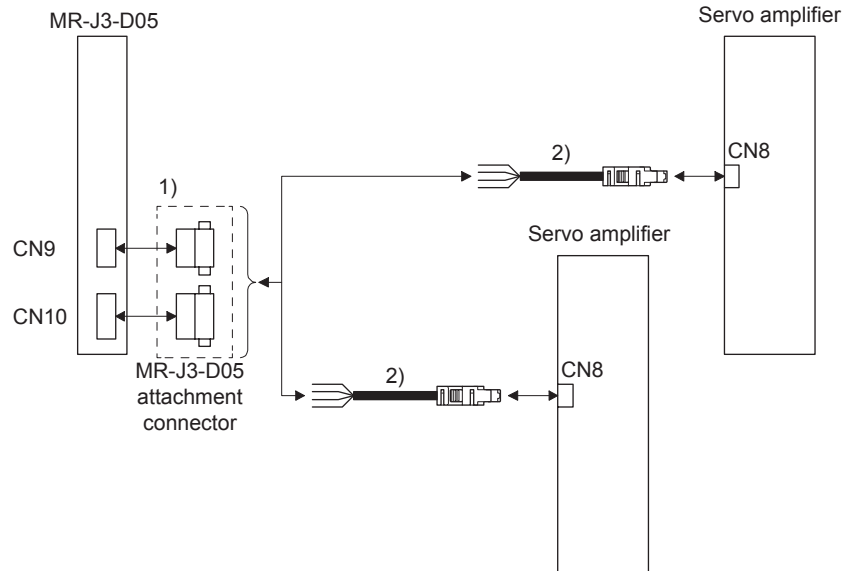 MR-J3-D05
Servo amplifier
2)
CN8
1)
Servo amplifier
CN9
CN10
MR-J3-D05
attachment
connector
2)
CN8